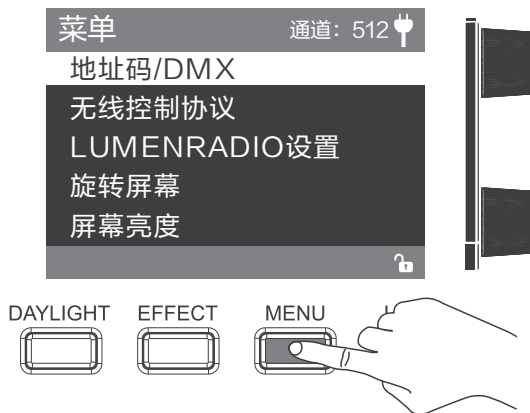 菜单 通道：512
地址码/DMX
无线控制协议
LUMENRADIO设置
旋转屏幕
屏幕亮度
DAYLIGHT EFFECT MENU